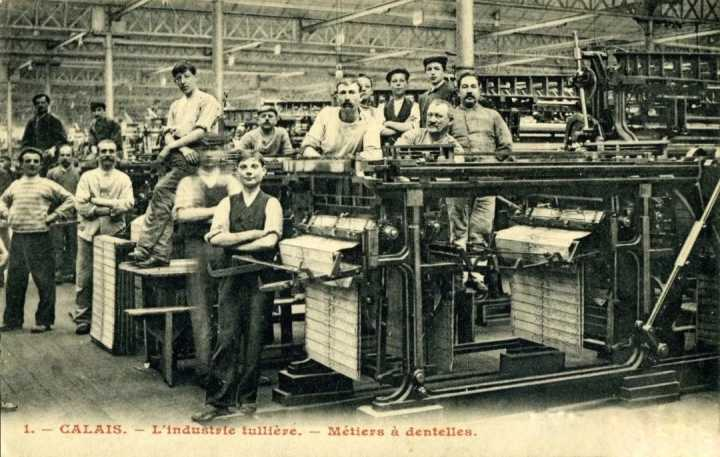 1. — CALAIS. — L'industrie tullière. — Métiers à dentelles.